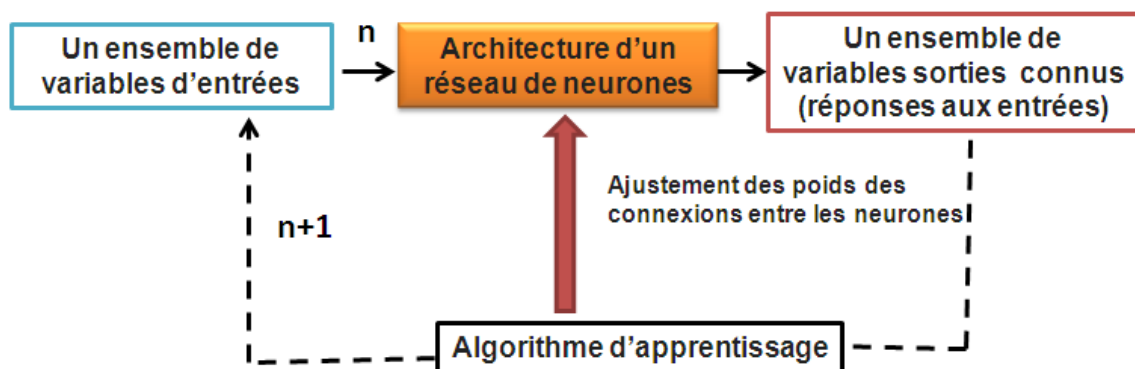 Un ensemble de
variables d'entrées
n
Architecture d'un
réseau de neurones
Un ensemble de
variables sorties connus
(réponses aux entrées)
Ajustement des poids des
connexions entre les neurones
n+1
Algorithme d'apprentissage